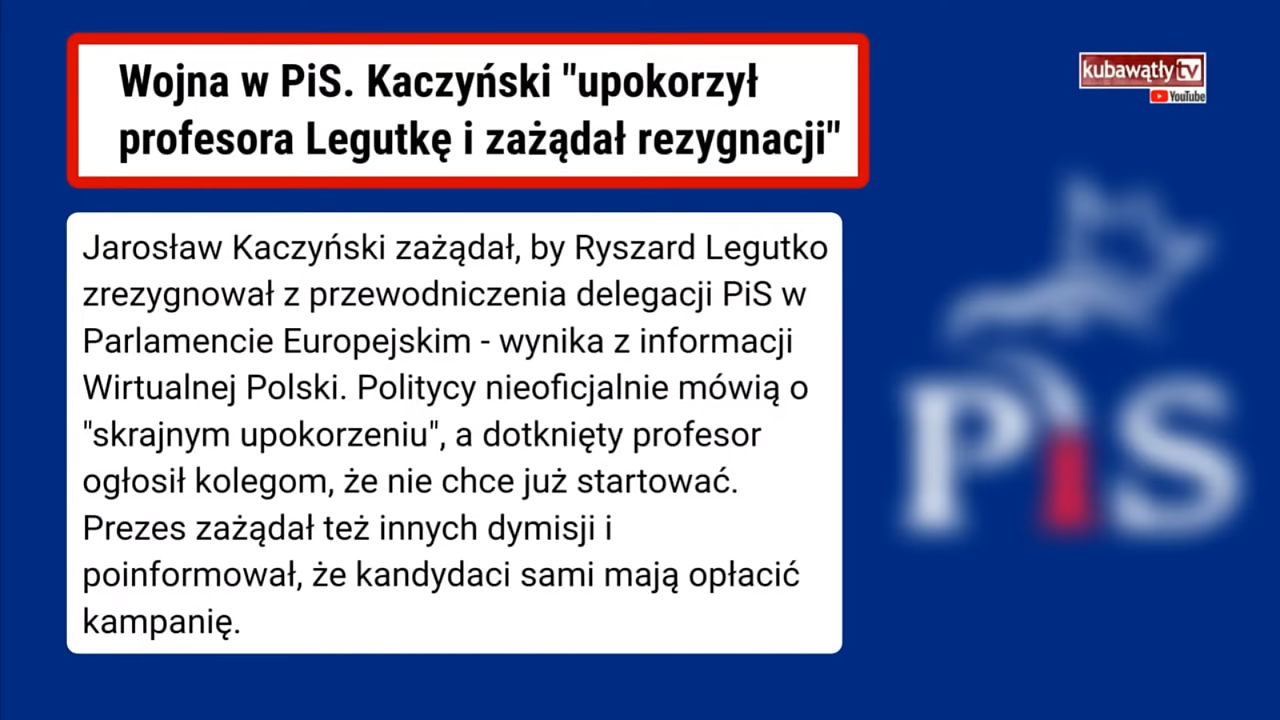 Wojna w PiS. Kaczyński "upokorzył
profesora Legutkę i zażądał rezygnacji"
kubawątłytv
YouTube
Jarosław Kaczyński zażądał, by Ryszard Legutko
zrezygnował z przewodniczenia delegacji PiS w
Parlamencie Europejskim - wynika z informacji
Wirtualnej Polski. Politycy nieoficjalnie mówią o
"skrajnym upokorzeniu", a dotknięty profesor
ogłosił kolegom, że nie chce już startować.
Prezes zażądał też innych dymisji i
poinformował, że kandydaci sami mają opłacić
kampanię.
PiS